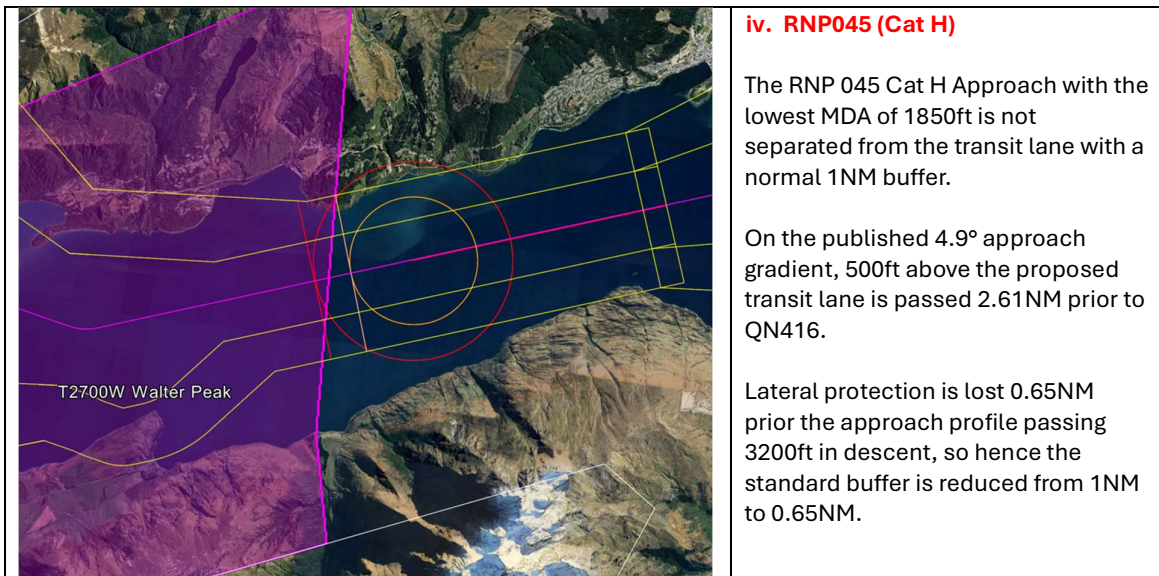 iv. RNP045 (Cat H)
The RNP 045 Cat H Approach with the
lowest MDA of 1850ft is not
separated from the transit lane with a
normal 1NM buffer.
On the published 4.9° approach
gradient, 500ft above the proposed
transit lane is passed 2.61NM prior to
QN416.
Lateral protection is lost 0.65NM
prior the approach profile passing
3200ft in descent, so hence the
standard buffer is reduced from 1NM
to 0.65NM.
T2700W Walter Peak